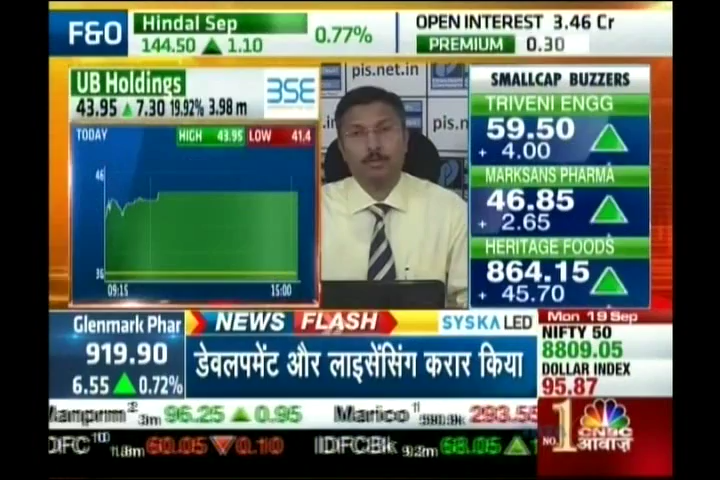 F&O
Hindal Sep
144.50 ▲ 1.10
0.77%
OPEN INTEREST 3.46 Cr
PREMIUM 0.30
UB Holdings
43.95 ▲ 7.30 19.92% 3.98 m
BSE
TODAY
HIGH 43.95 LOW 41.4
46
36
09:15 15:00
pis.net.in
pis.n
SMALLCAP BUZZERS
TRIVENI ENGG
59.50
+ 4.00
MARKSANS PHARMA
46.85
+ 2.65
HERITAGE FOODS
864.15
+ 45.70
Glenmark Phar
919.90
6.55 ▲ 0.72%
NEWS FLASH
SYSKA LED
डेवलपमेंट और लाइसेंसिंग करार किया
Mon 19 Sep
NIFTY 50
8809.05
DOLLAR INDEX
95.87
96.25 ▲ 0.95 Marico 293.55
60.05 ▼ 0.10 IDFCBk 68.05 ▲
NO. 1
CNBC
आवाज़